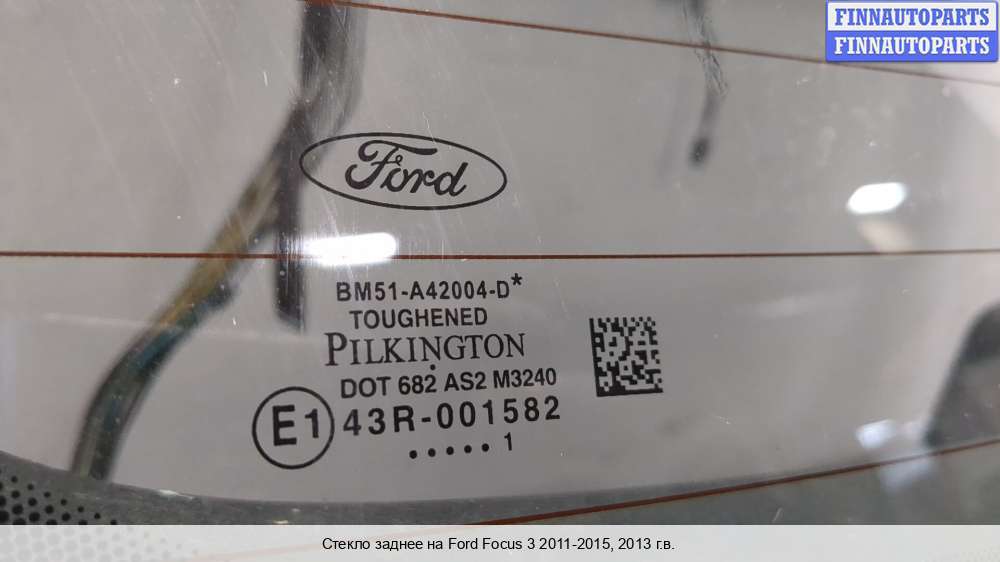 FINNAUTOPARTS
FINNAUTOPARTS
Ford
BM51-A42004-D*
TOUGHENED
PILKINGTON
DOT 682 AS2 M3240
E1 43R-001582
.....1
Стекло заднее на Ford Focus 3 2011-2015, 2013 г.в.